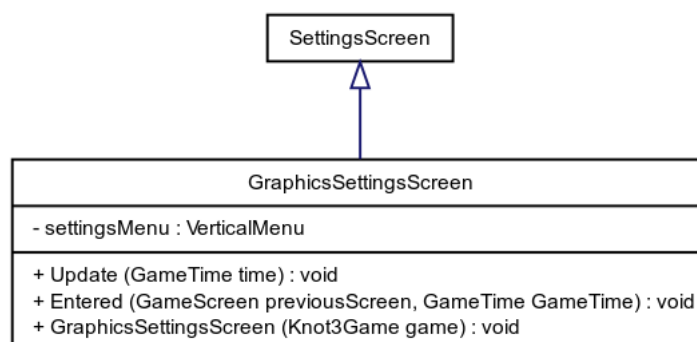 SettingsScreen
GraphicsSettingsScreen
- settingsMenu : VerticalMenu
+ Update (GameTime time) : void
+ Entered (GameScreen previousScreen, GameTime GameTime) : void
+ GraphicsSettingsScreen (Knot3Game game) : void